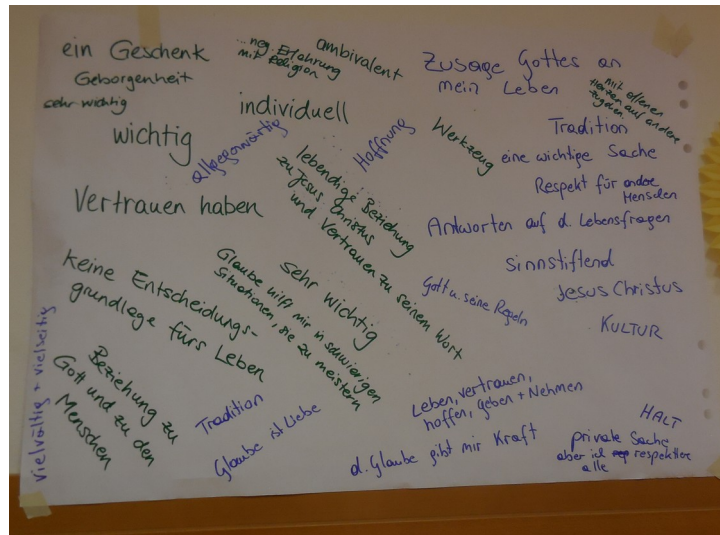 ein Geschenk
Geborgenheit
sehr wichtig
wichtig
... neg. Erfahrung
mit Religion
ambivalent
individuell
allgegenwärtig
Hoffnung
Zusage Gottes an
mein Leben
mit offenen
Herzen auf andere
zugehen
Werkzeug
Tradition
eine wichtige Sache
Respekt für andere
Menschen
Vertrauen haben
lebendige Beziehung
zu Jesus Christus
und Vertrauen zu seinem Wort
Antworten auf d. Lebensfragen
sinnstiftend
Jesus Christus
KULTUR
Gott u. seine Regeln
keine Entscheidungs-
grundlage fürs Leben
Glaube hilft mir in schwierigen
Situationen, sie zu meistern
sehr wichtig
vielvältig + vielseitig
Beziehung zu
Gott und zu den
Menschen
Tradition
Glaube ist Liebe
Leben, vertrauen,
hoffen, geben + Nehmen
d. Glaube gibt mir Kraft
HALT
private Sache
aber ich respektiere
alle